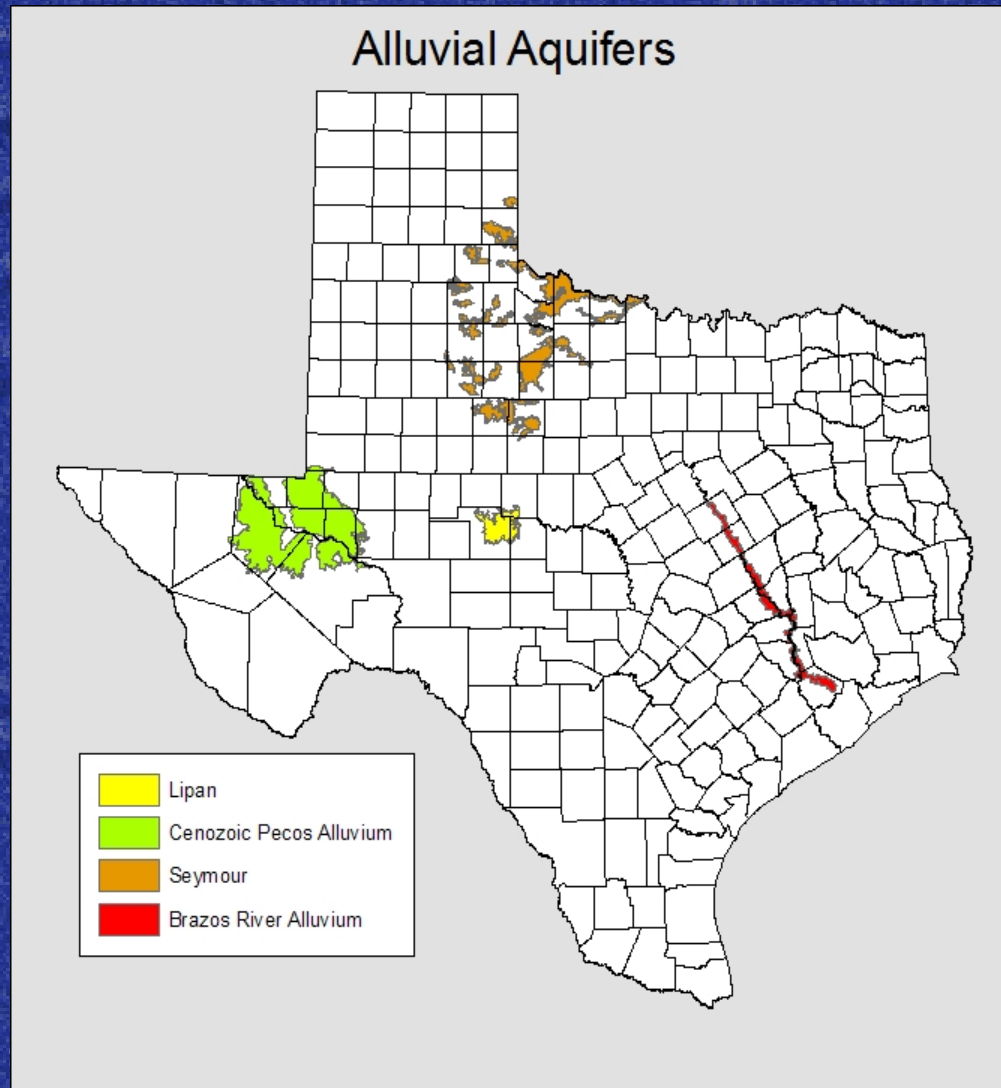 Alluvial Aquifers
Lipan
Cenozoic Pecos Alluvium
Seymour
Brazos River Alluvium